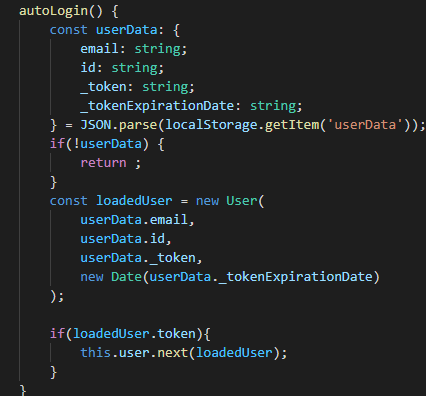 autoLogin() {
    const userData: {
        email: string;
        id: string;
        _token: string;
        _tokenExpirationDate: string;
    } = JSON.parse(localStorage.getItem('userData'));
    if(!userData) {
        return ;
    }
    const loadedUser = new User(
        userData.email,
        userData.id,
        userData._token,
        new Date(userData._tokenExpirationDate)
    );

    if(loadedUser.token){
        this.user.next(loadedUser);
    }
}